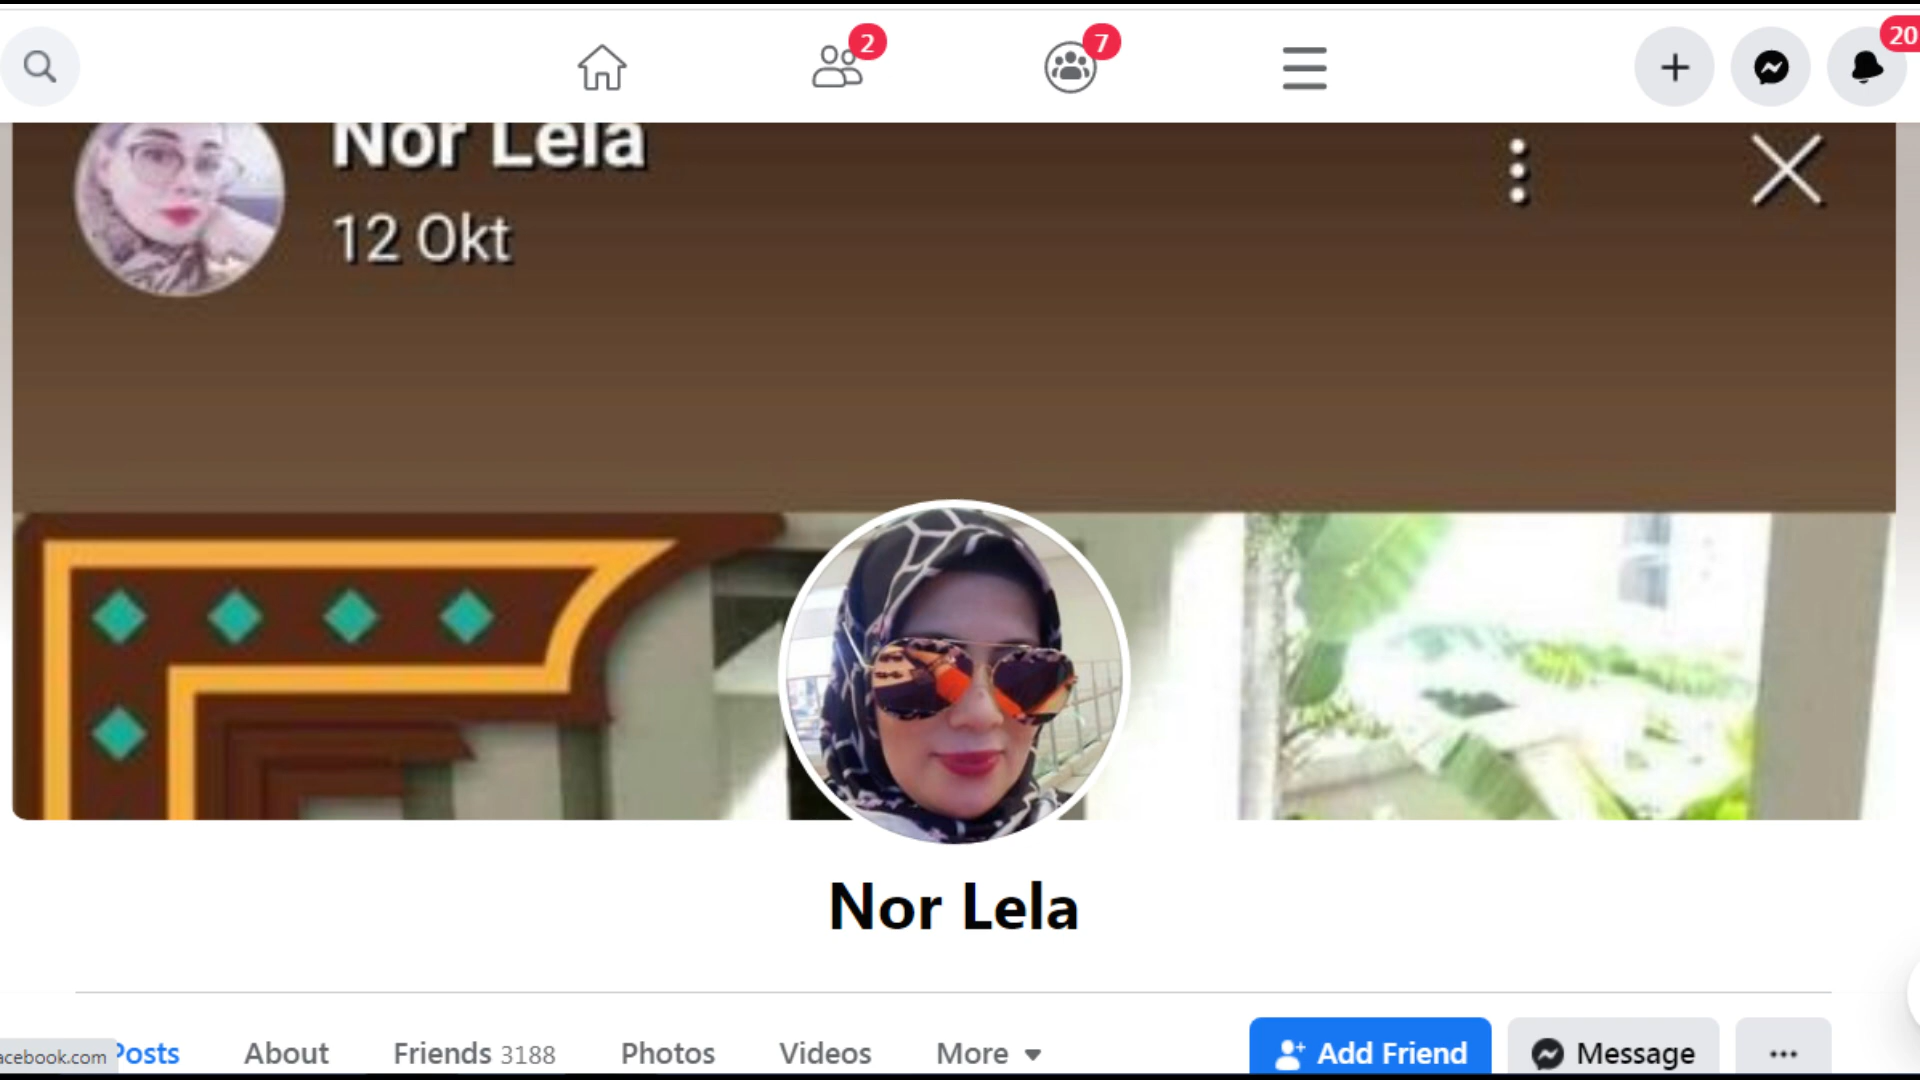 2
7
20
Nor Lela
12 Okt
Nor Lela
Posts About Friends 3188 Photos Videos More Add Friend Message
acebook.com